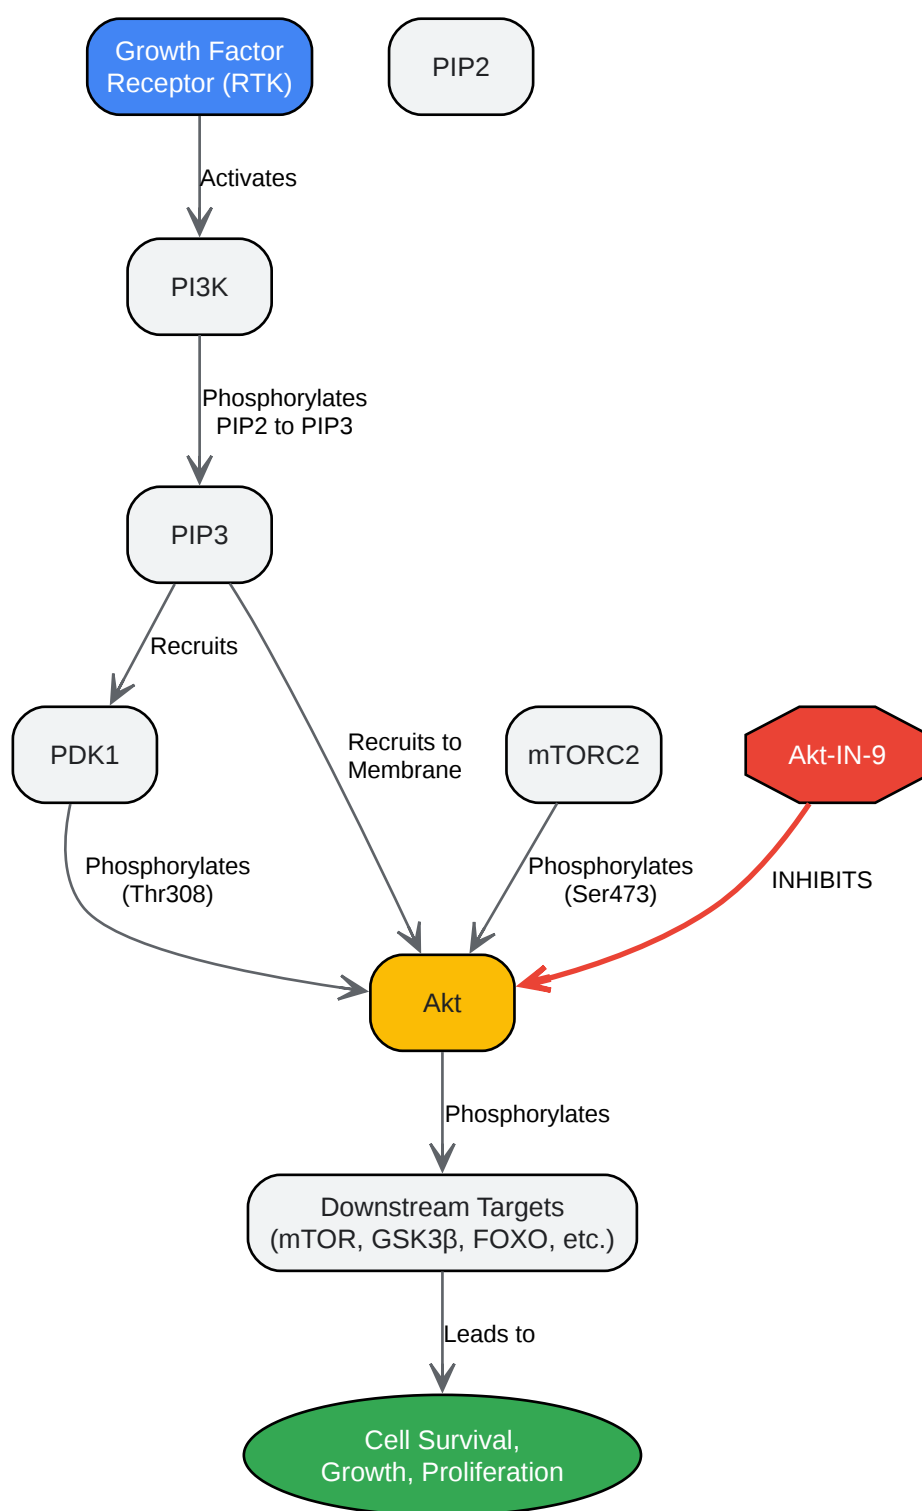 Growth Factor
Receptor (RTK)
PIP2
Activates
PI3K
Phosphorylates
PIP2 to PIP3
PIP3
Recruits
Recruits to
Membrane
PDK1
mTORC2
Akt-IN-9
Phosphorylates
(Thr308)
Phosphorylates
(Ser473)
INHIBITS
Akt
Phosphorylates
Downstream Targets
(mTOR, GSK3β, FOXO, etc.)
Leads to
Cell Survival,
Growth, Proliferation